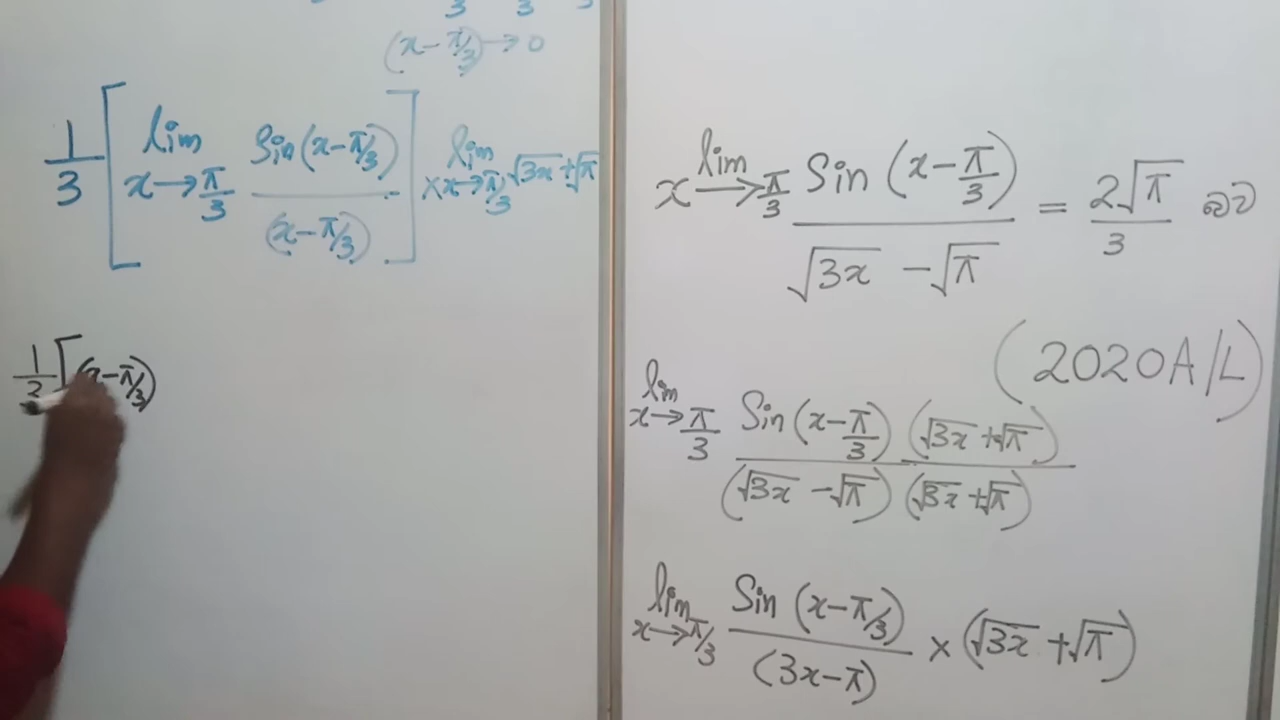 (x-π/3)→0
1/3 [ lim x→π/3 Sin(x-π/3)/(x-π/3) ] × lim x→π/3 √3x+√π
1/3 [(x-π/3)
lim x→π/3 Sin(x-π/3)/(√3x-√π) = 2√π/3 බව
(2020A/L)
lim x→π/3 Sin(x-π/3)(√3x+√π)/(√3x-√π)(√3x+√π)
lim x→π/3 Sin(x-π/3)/(3x-π) × (√3x+√π)